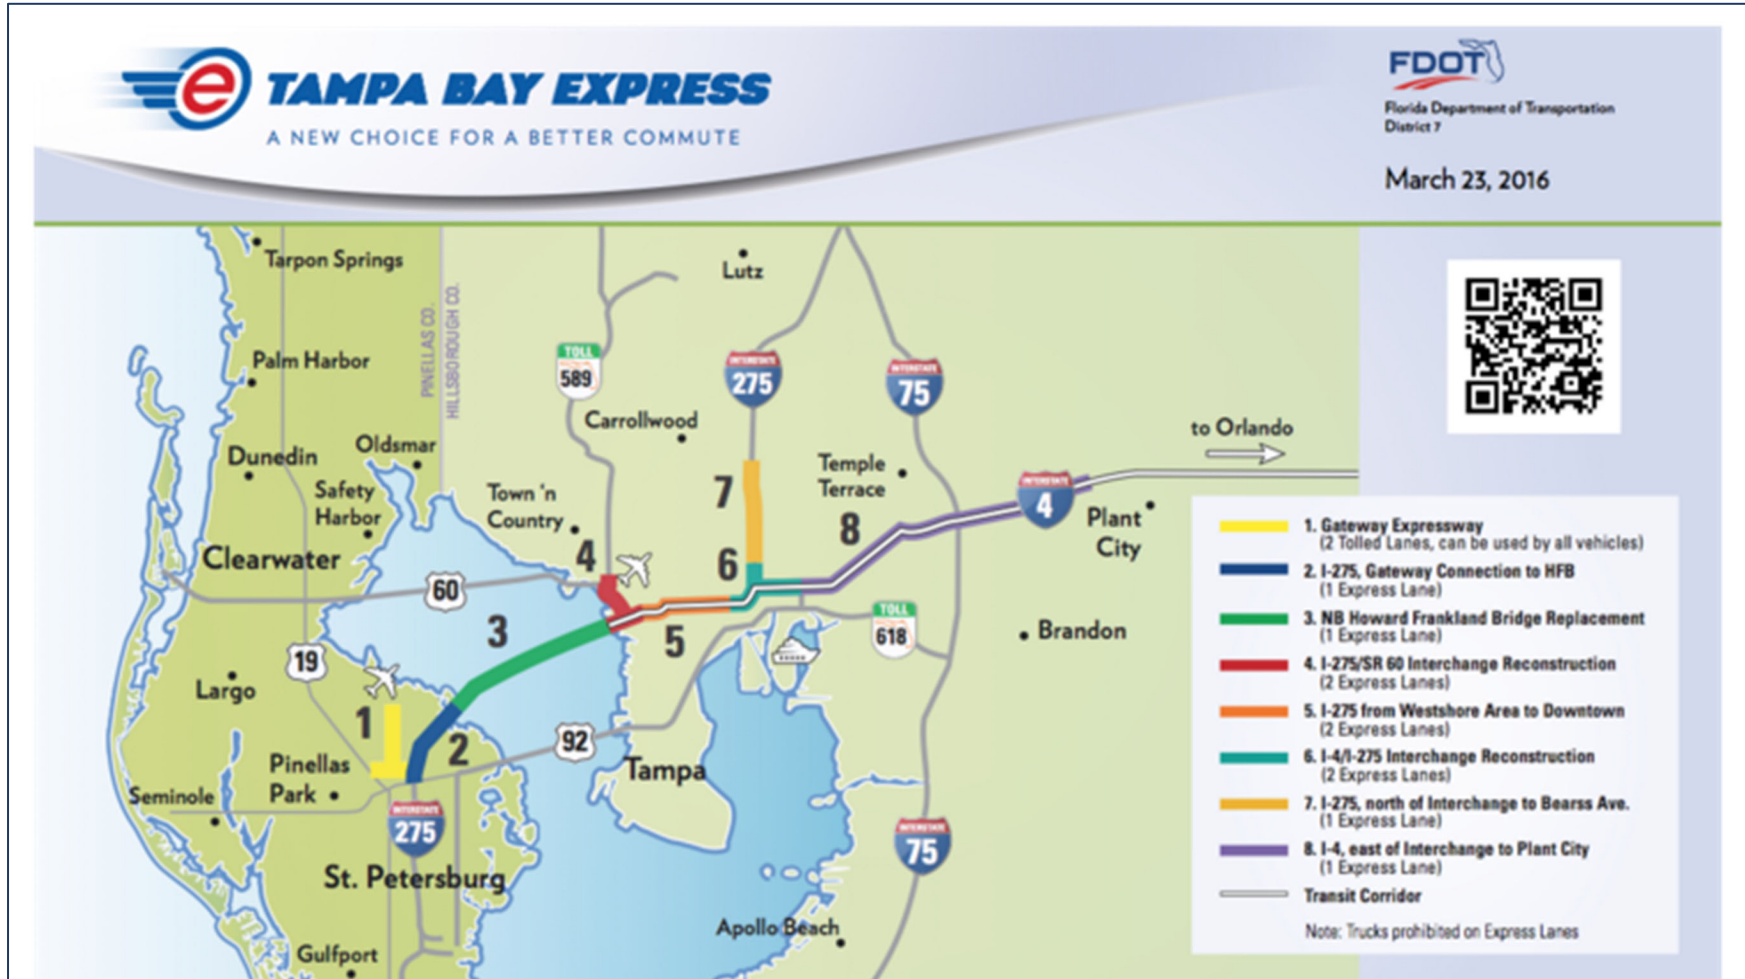 e TAMPA BAY EXPRESS
A NEW CHOICE FOR A BETTER COMMUTE
FDOT
Florida Department of Transportation
District 7
March 23, 2016
Tarpon Springs
Lutz
PINELLAS CO.
HILLSBOROUGH CO.
Palm Harbor
TOLL
589
INTERSTATE
275
INTERSTATE
75
Carrollwood
to Orlando
Dunedin
Oldsmar
Temple
Terrace
7
Safety
Harbor
Town 'n
Country
8
INTERSTATE
4
Plant
City
Clearwater
4
6
60
3
5
TOLL
618
Brandon
19
Largo
1
2
92
Pinellas
Park
Tampa
Seminole
INTERSTATE
275
INTERSTATE
75
St. Petersburg
Apollo Beach
Gulfport
1. Gateway Expressway
(2 Tolled Lanes, can be used by all vehicles)
2. I-275, Gateway Connection to HFB
(1 Express Lane)
3. NB Howard Frankland Bridge Replacement
(1 Express Lane)
4. I-275/SR 60 Interchange Reconstruction
(2 Express Lanes)
5. I-275 from Westshore Area to Downtown
(2 Express Lanes)
6. I-4/I-275 Interchange Reconstruction
(2 Express Lanes)
7. I-275, north of Interchange to Bearss Ave.
(1 Express Lane)
8. I-4, east of Interchange to Plant City
(1 Express Lane)
Transit Corridor
Note: Trucks prohibited on Express Lanes